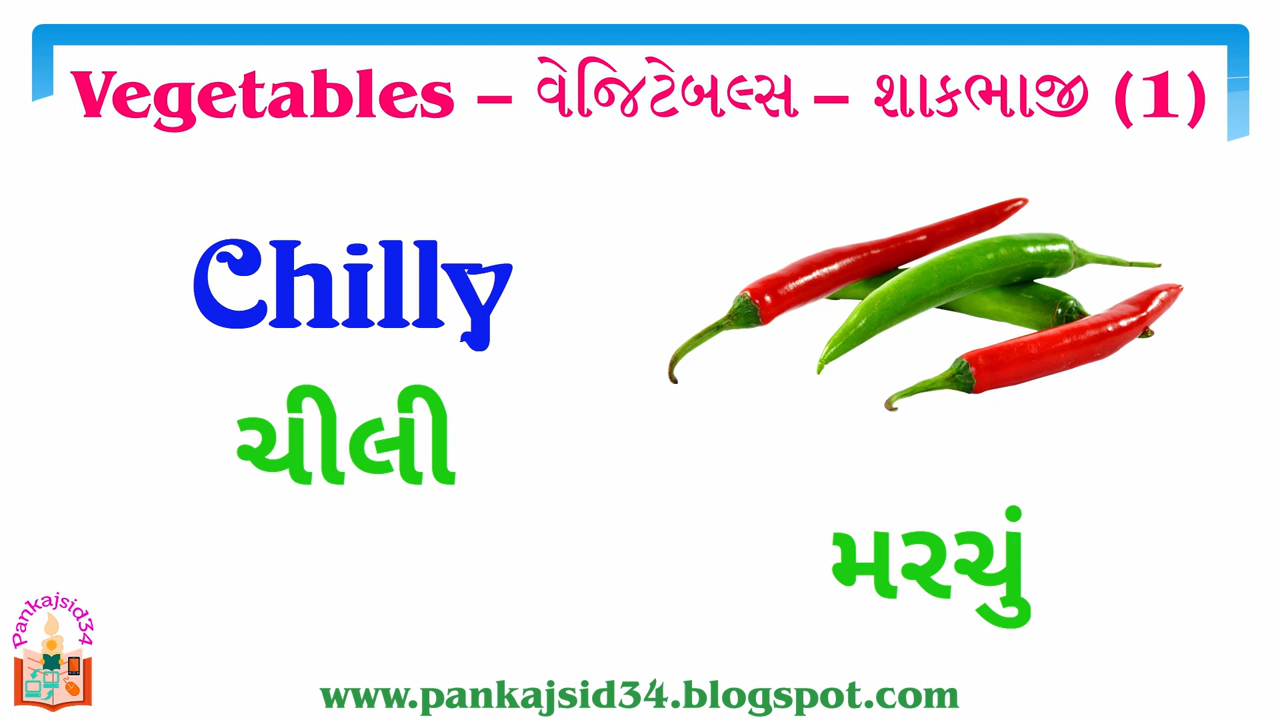 Vegetables – વેજિટેબલ્સ – શાકભાજી (1)
Chilly
ચીલી
મરચું
Pankajsid34
www.pankajsid34.blogspot.com